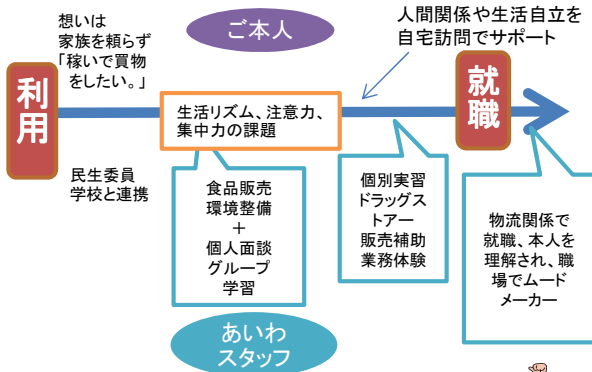 想いは
家族を頼らず
「稼いで買物
をしたい。」
ご本人
人間関係や生活自立を
自宅訪問でサポート
利用
生活リズム、注意力、
集中力の課題
就職
民生委員
学校と連携
食品販売
環境整備
＋
個人面談
グループ
学習
個別実習
ドラッグス
トアー
販売補助
業務体験
物流関係で
就職、本人を
理解され、職
場でムード
メーカー
あいわ
スタッフ